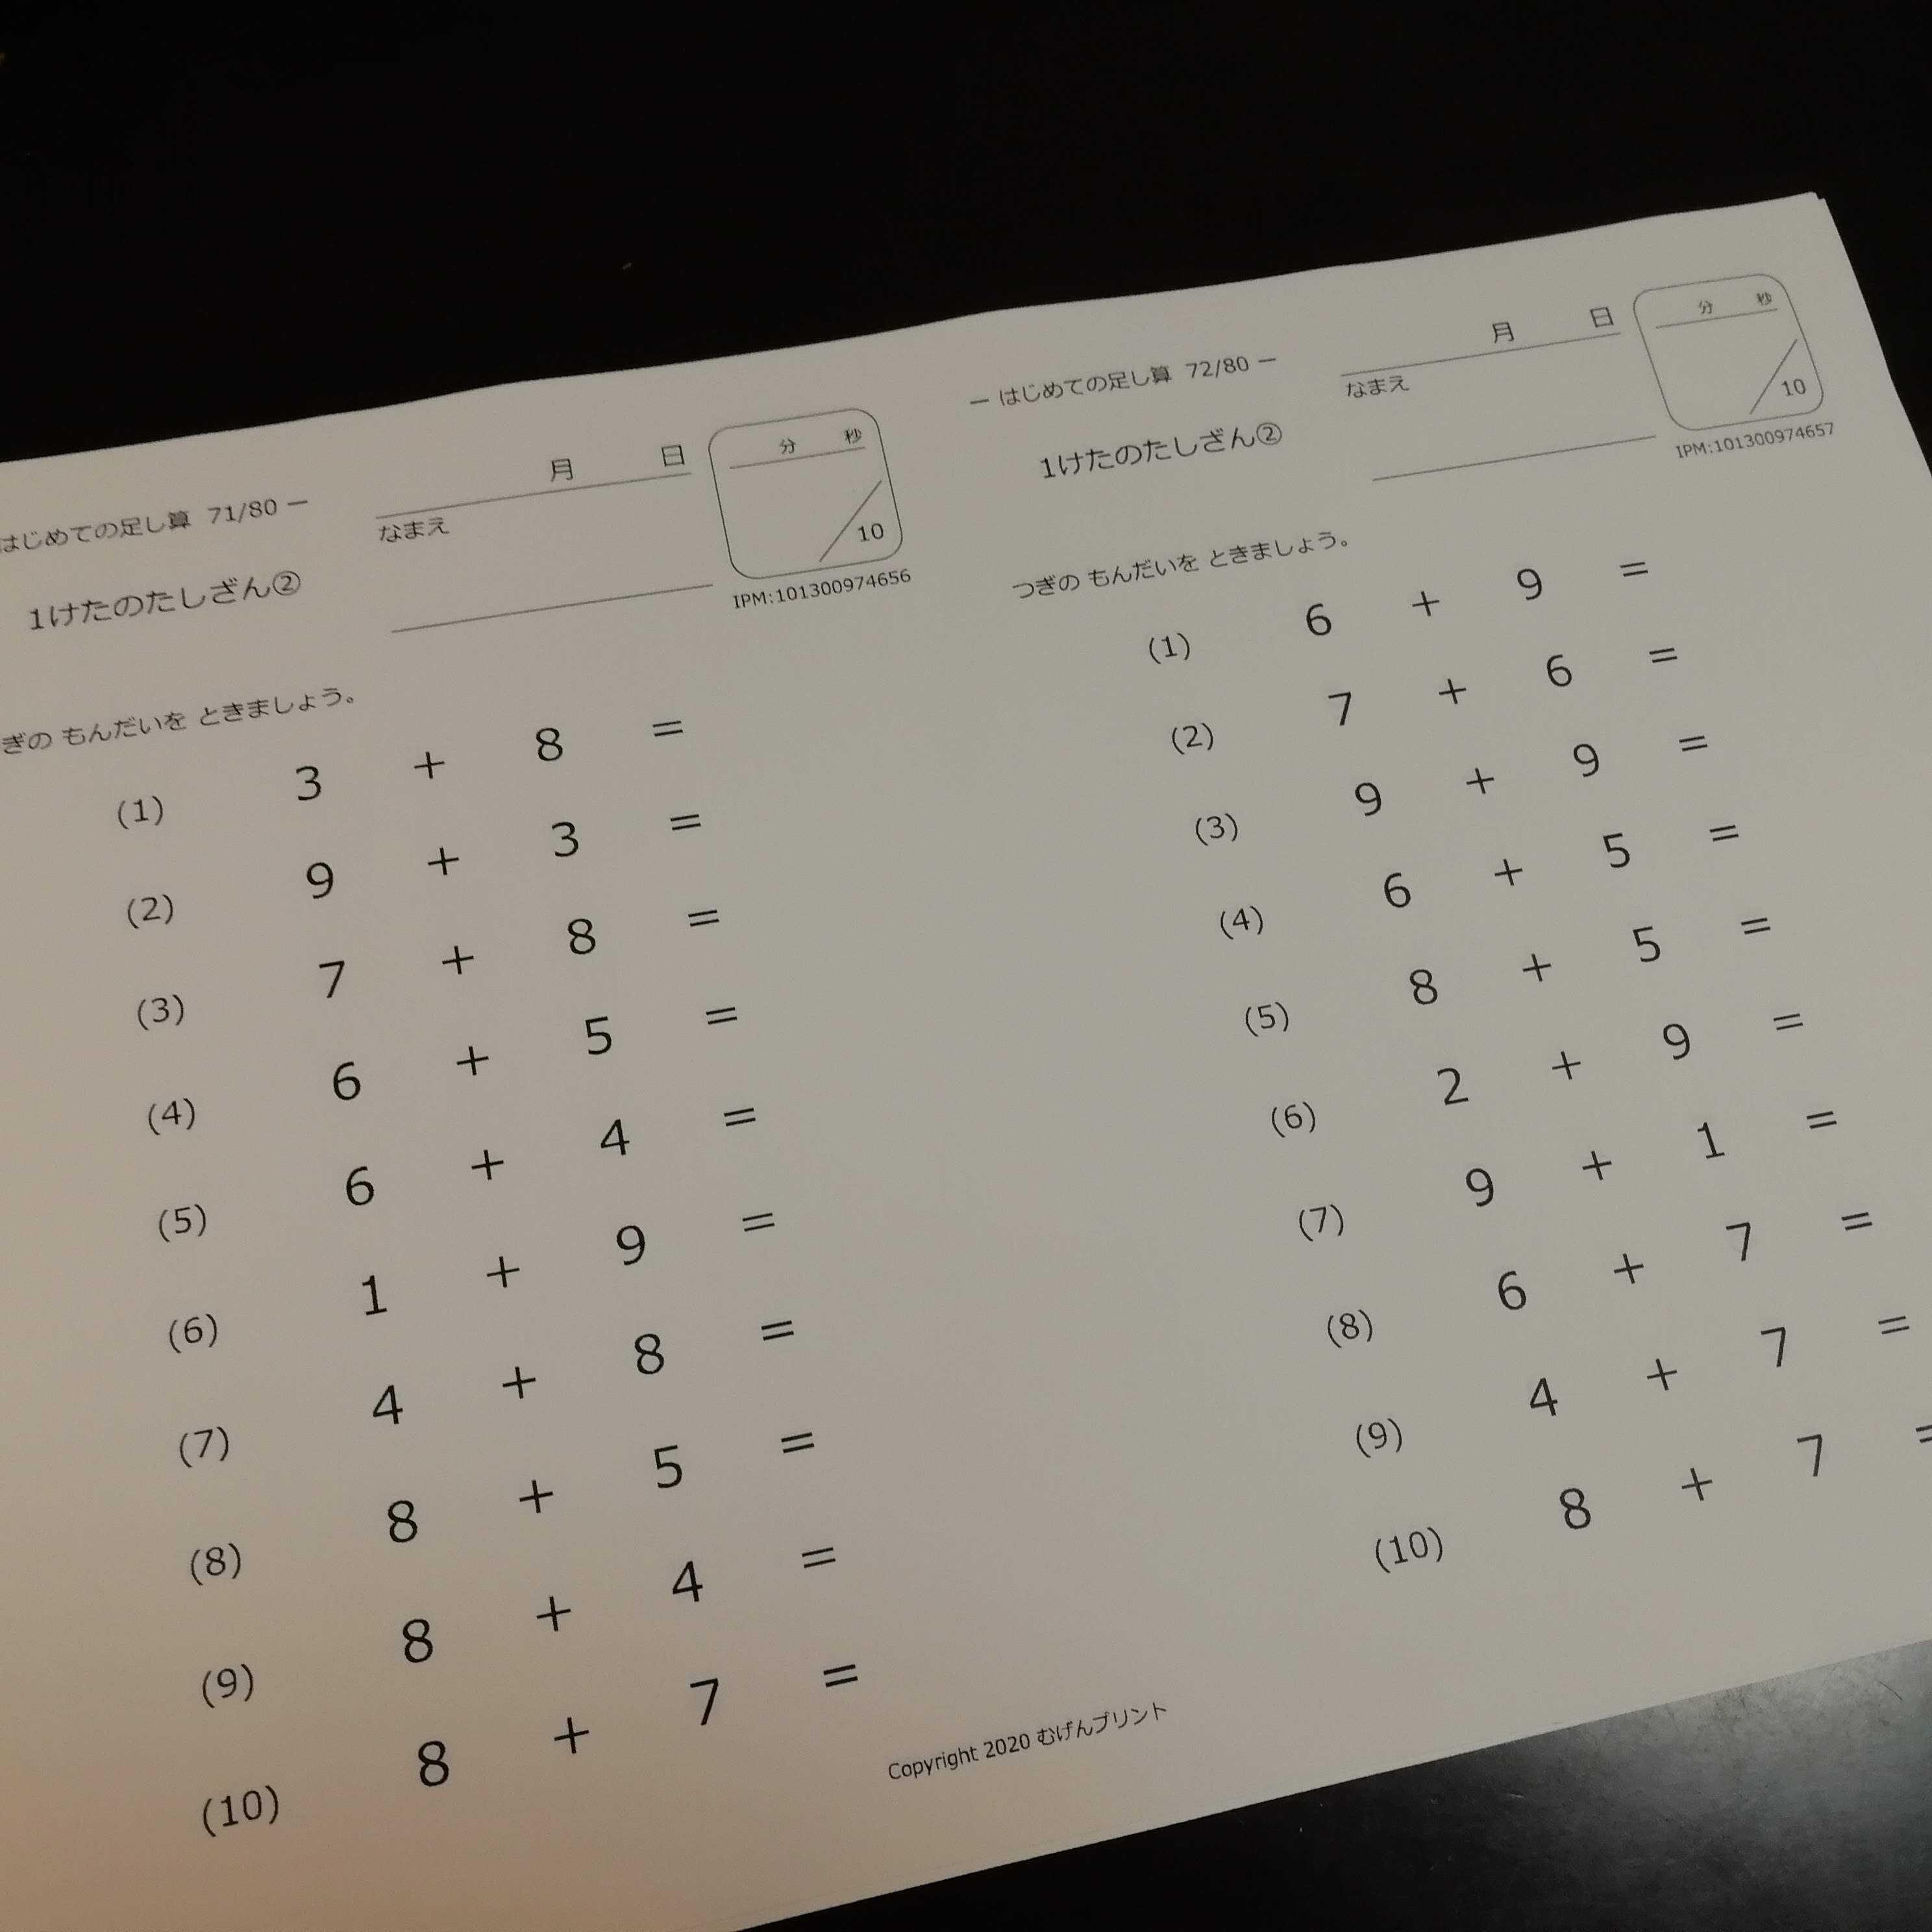 はじめての足し算 71/80 ー
月 日
分 秒
なまえ
10
1けたのたしざん②
IPM:101300974656
ぎの もんだいを ときましょう。
(1) 3 + 8 =
(2) 9 + 3 =
(3) 7 + 8 =
(4) 6 + 5 =
(5) 6 + 4 =
(6) 1 + 9 =
(7) 4 + 8 =
(8) 8 + 5 =
(9) 8 + 4 =
(10) 8 + 7 =
ー はじめての足し算 72/80 ー
月 日
分 秒
なまえ
10
1けたのたしざん②
IPM:101300974657
つぎの もんだいを ときましょう。
(1) 6 + 9 =
(2) 7 + 6 =
(3) 9 + 9 =
(4) 6 + 5 =
(5) 8 + 5 =
(6) 2 + 9 =
(7) 9 + 1 =
(8) 6 + 7 =
(9) 4 + 7 =
(10) 8 + 7 =
Copyright 2020 むげんプリント